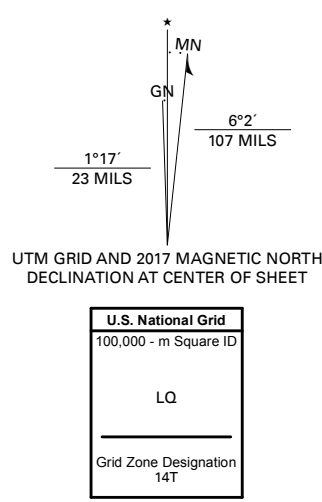 ★
MN
GN
6°2´
107 MILS
1°17´
23 MILS
UTM GRID AND 2017 MAGNETIC NORTH
DECLINATION AT CENTER OF SHEET
U.S. National Grid
100,000 - m Square ID
LQ
Grid Zone Designation
14T